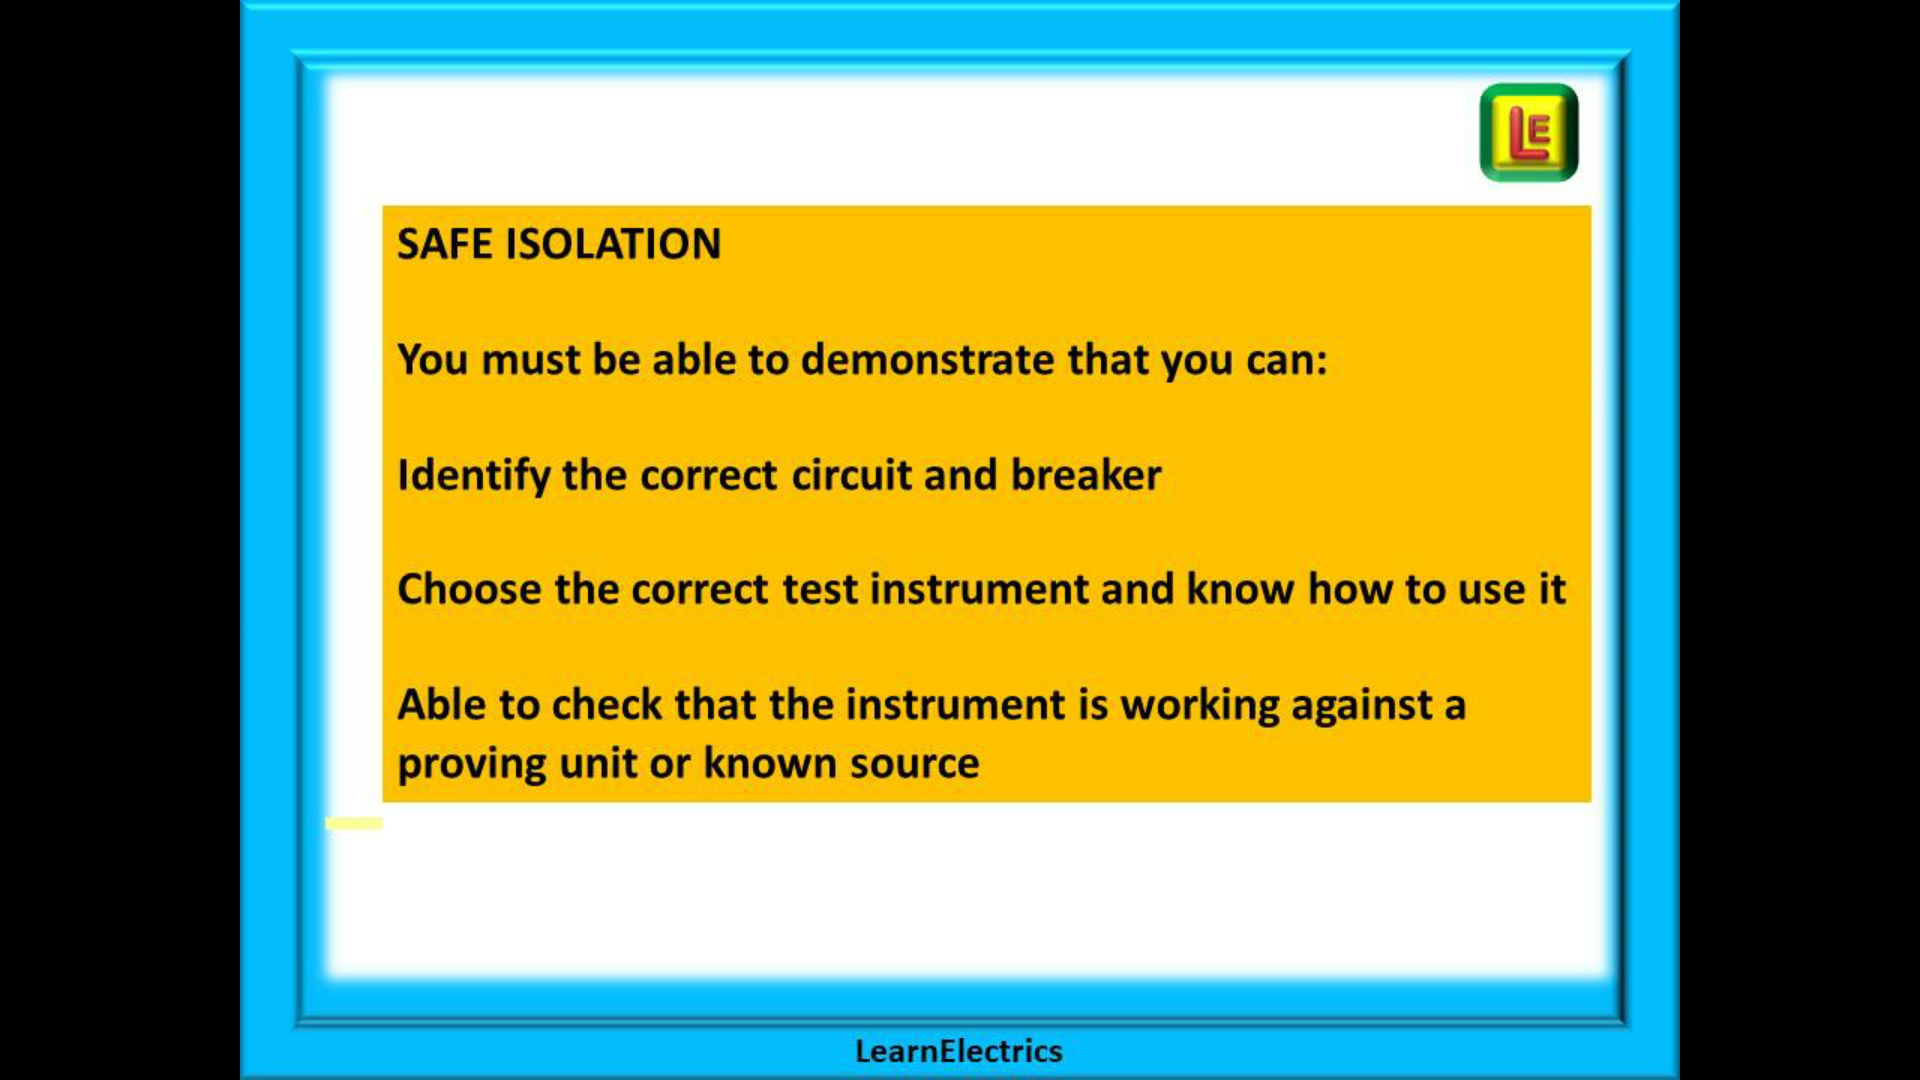 LE
SAFE ISOLATION
You must be able to demonstrate that you can:
Identify the correct circuit and breaker
Choose the correct test instrument and know how to use it
Able to check that the instrument is working against a
proving unit or known source
LearnElectrics